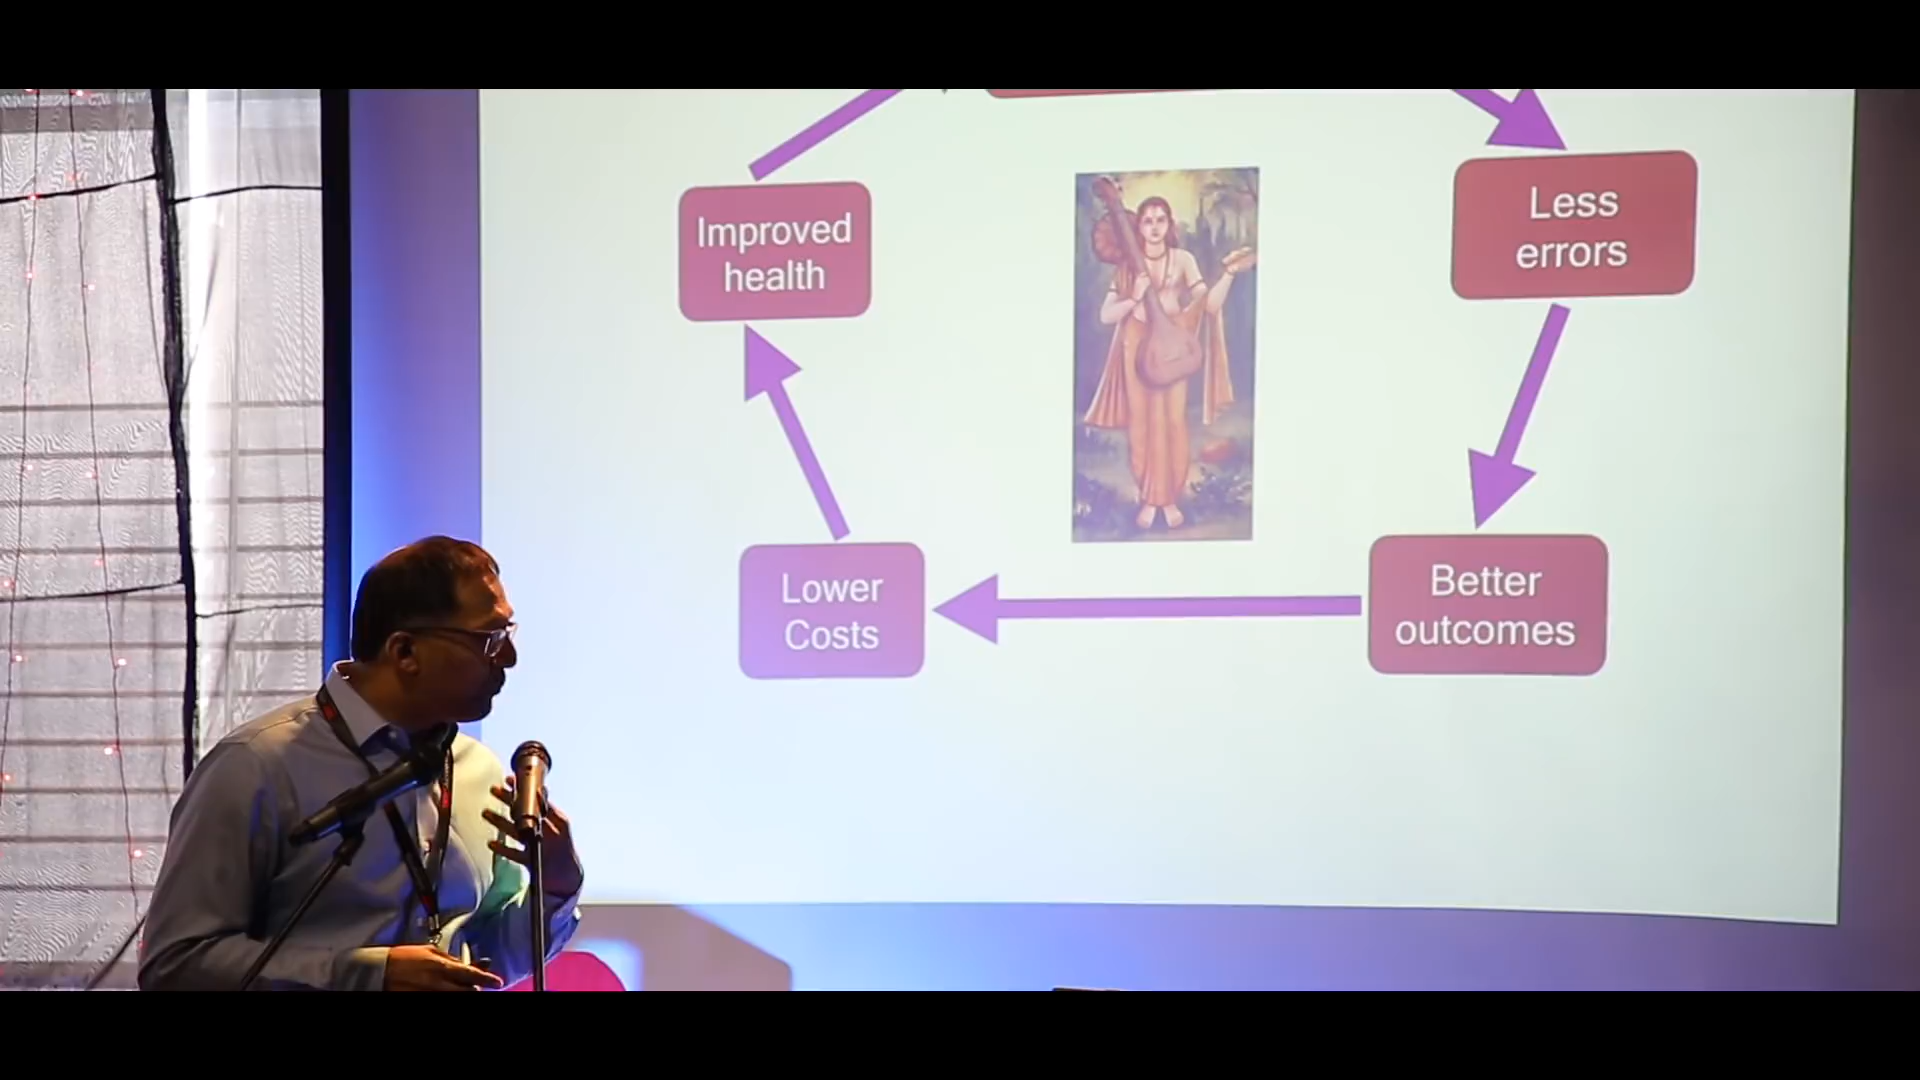 Improved
health
Less
errors
Lower
Costs
Better
outcomes